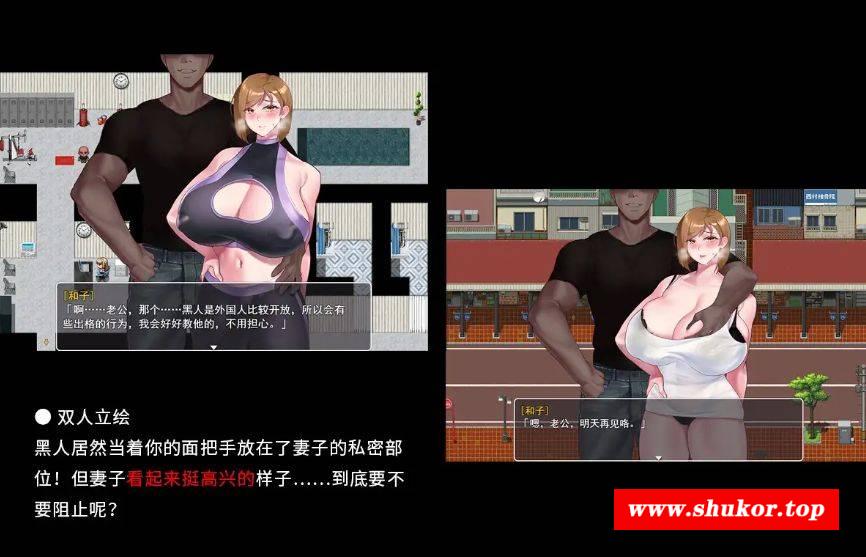 [和子]
「啊……老公，那个……黑人是外国人比较开放，所以会有
些出格的行为，我会好好教他的，不用担心。」
[和子]
「嗯，老公，明天再见咯。」
● 双人立绘
黑人居然当着你的面把手放在了妻子的私密部
位！但妻子看起来挺高兴的样子……到底要不
要阻止呢？
www.shukor.top